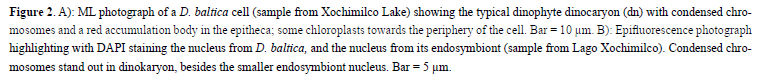 Figure 2. A): ML photograph of a D. baltica cell (sample from Xochimilco Lake) showing the typical dinophyte dinocaryon (dn) with condensed chro-
mosomes and a red accumulation body in the epitheca; some chloroplasts towards the periphery of the cell. Bar = 10 µm. B): Epifluorescence photograph
highlighting with DAPI staining the nucleus from D. baltica, and the nucleus from its endosymbiont (sample from Lago Xochimilco). Condensed chro-
mosomes stand out in dinokaryon, besides the smaller endosymbiont nucleus. Bar = 5 µm.